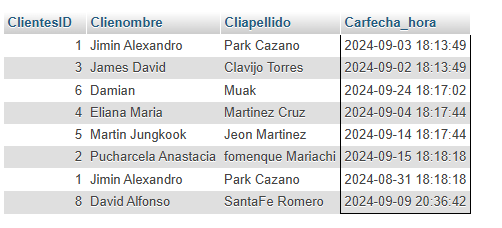 ClientesID Clienombre Cliapellido Carfecha_hora
1 Jimin Alexandro Park Cazano 2024-09-03 18:13:49
3 James David Clavijo Torres 2024-09-02 18:13:49
6 Damian Muak 2024-09-24 18:17:02
4 Eliana Maria Martinez Cruz 2024-09-04 18:17:44
5 Martin Jungkook Jeon Martinez 2024-09-14 18:17:44
2 Pucharcela Anastacia fomenque Mariachi 2024-09-15 18:18:18
1 Jimin Alexandro Park Cazano 2024-08-31 18:18:18
8 David Alfonso SantaFe Romero 2024-09-09 20:36:42